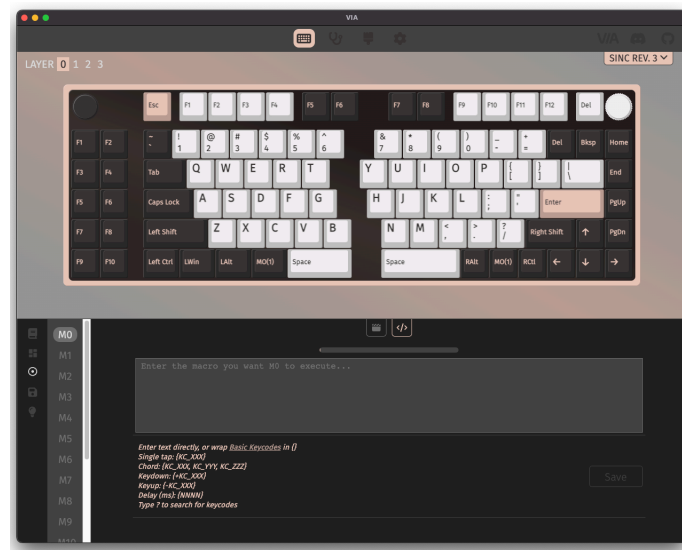 VIA
VIA
LAYER 0 1 2 3
SINC REV. 3
Esc F1 F2 F3 F4 F5 F6 F7 F8 F9 F10 F11 F12 Del
F1 F2 ~ ! @ # $ % ^ & * ( ) _ +
` 1 2 3 4 5 6 7 8 9 0 - = Del Bksp Home
F3 F4 Tab Q W E R T Y U I O P { } | End
[ ] \
F5 F6 Caps Lock A S D F G H J K L : " Enter PgUp
; '
F7 F8 Left Shift Z X C V B N M < > ? Right Shift ↑ PgDn
, . /
F9 F10 Left Ctrl LWin LAlt MO(1) Space Space RAlt MO(1) RCtl ← ↓ →
M0
M1
M2
M3
M4
M5
M6
M7
M8
M9
M10
</>
Enter the macro you want M0 to execute...
Enter text directly, or wrap Basic Keycodes in {}
Single tap: {KC_XXX}
Chord: {KC_XXX, KC_YYY, KC_ZZZ}
Keydown: {+KC_XXX}
Keyup: {-KC_XXX}
Delay (ms): {NNNN}
Type ? to search for keycodes
Save